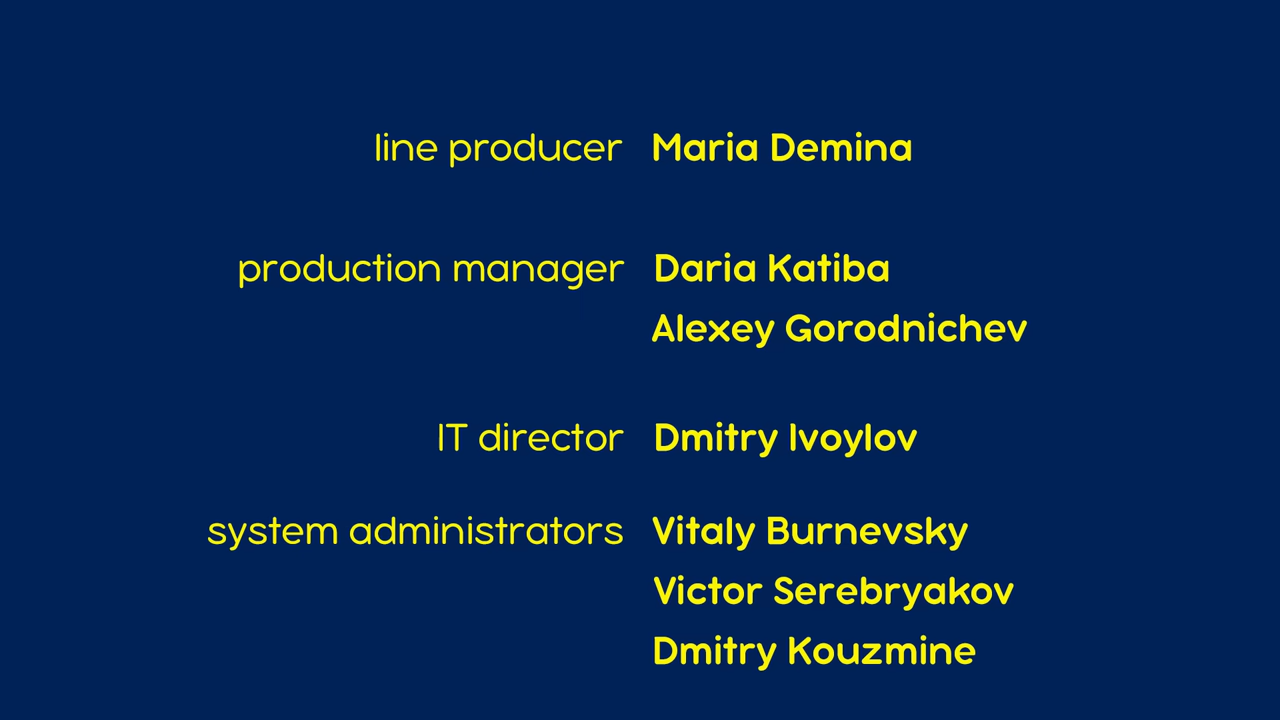 line producer Maria Demina
production manager Daria Katiba
Alexey Gorodnichev
IT director Dmitry Ivoylov
system administrators Vitaly Burnevsky
Victor Serebryakov
Dmitry Kouzmine